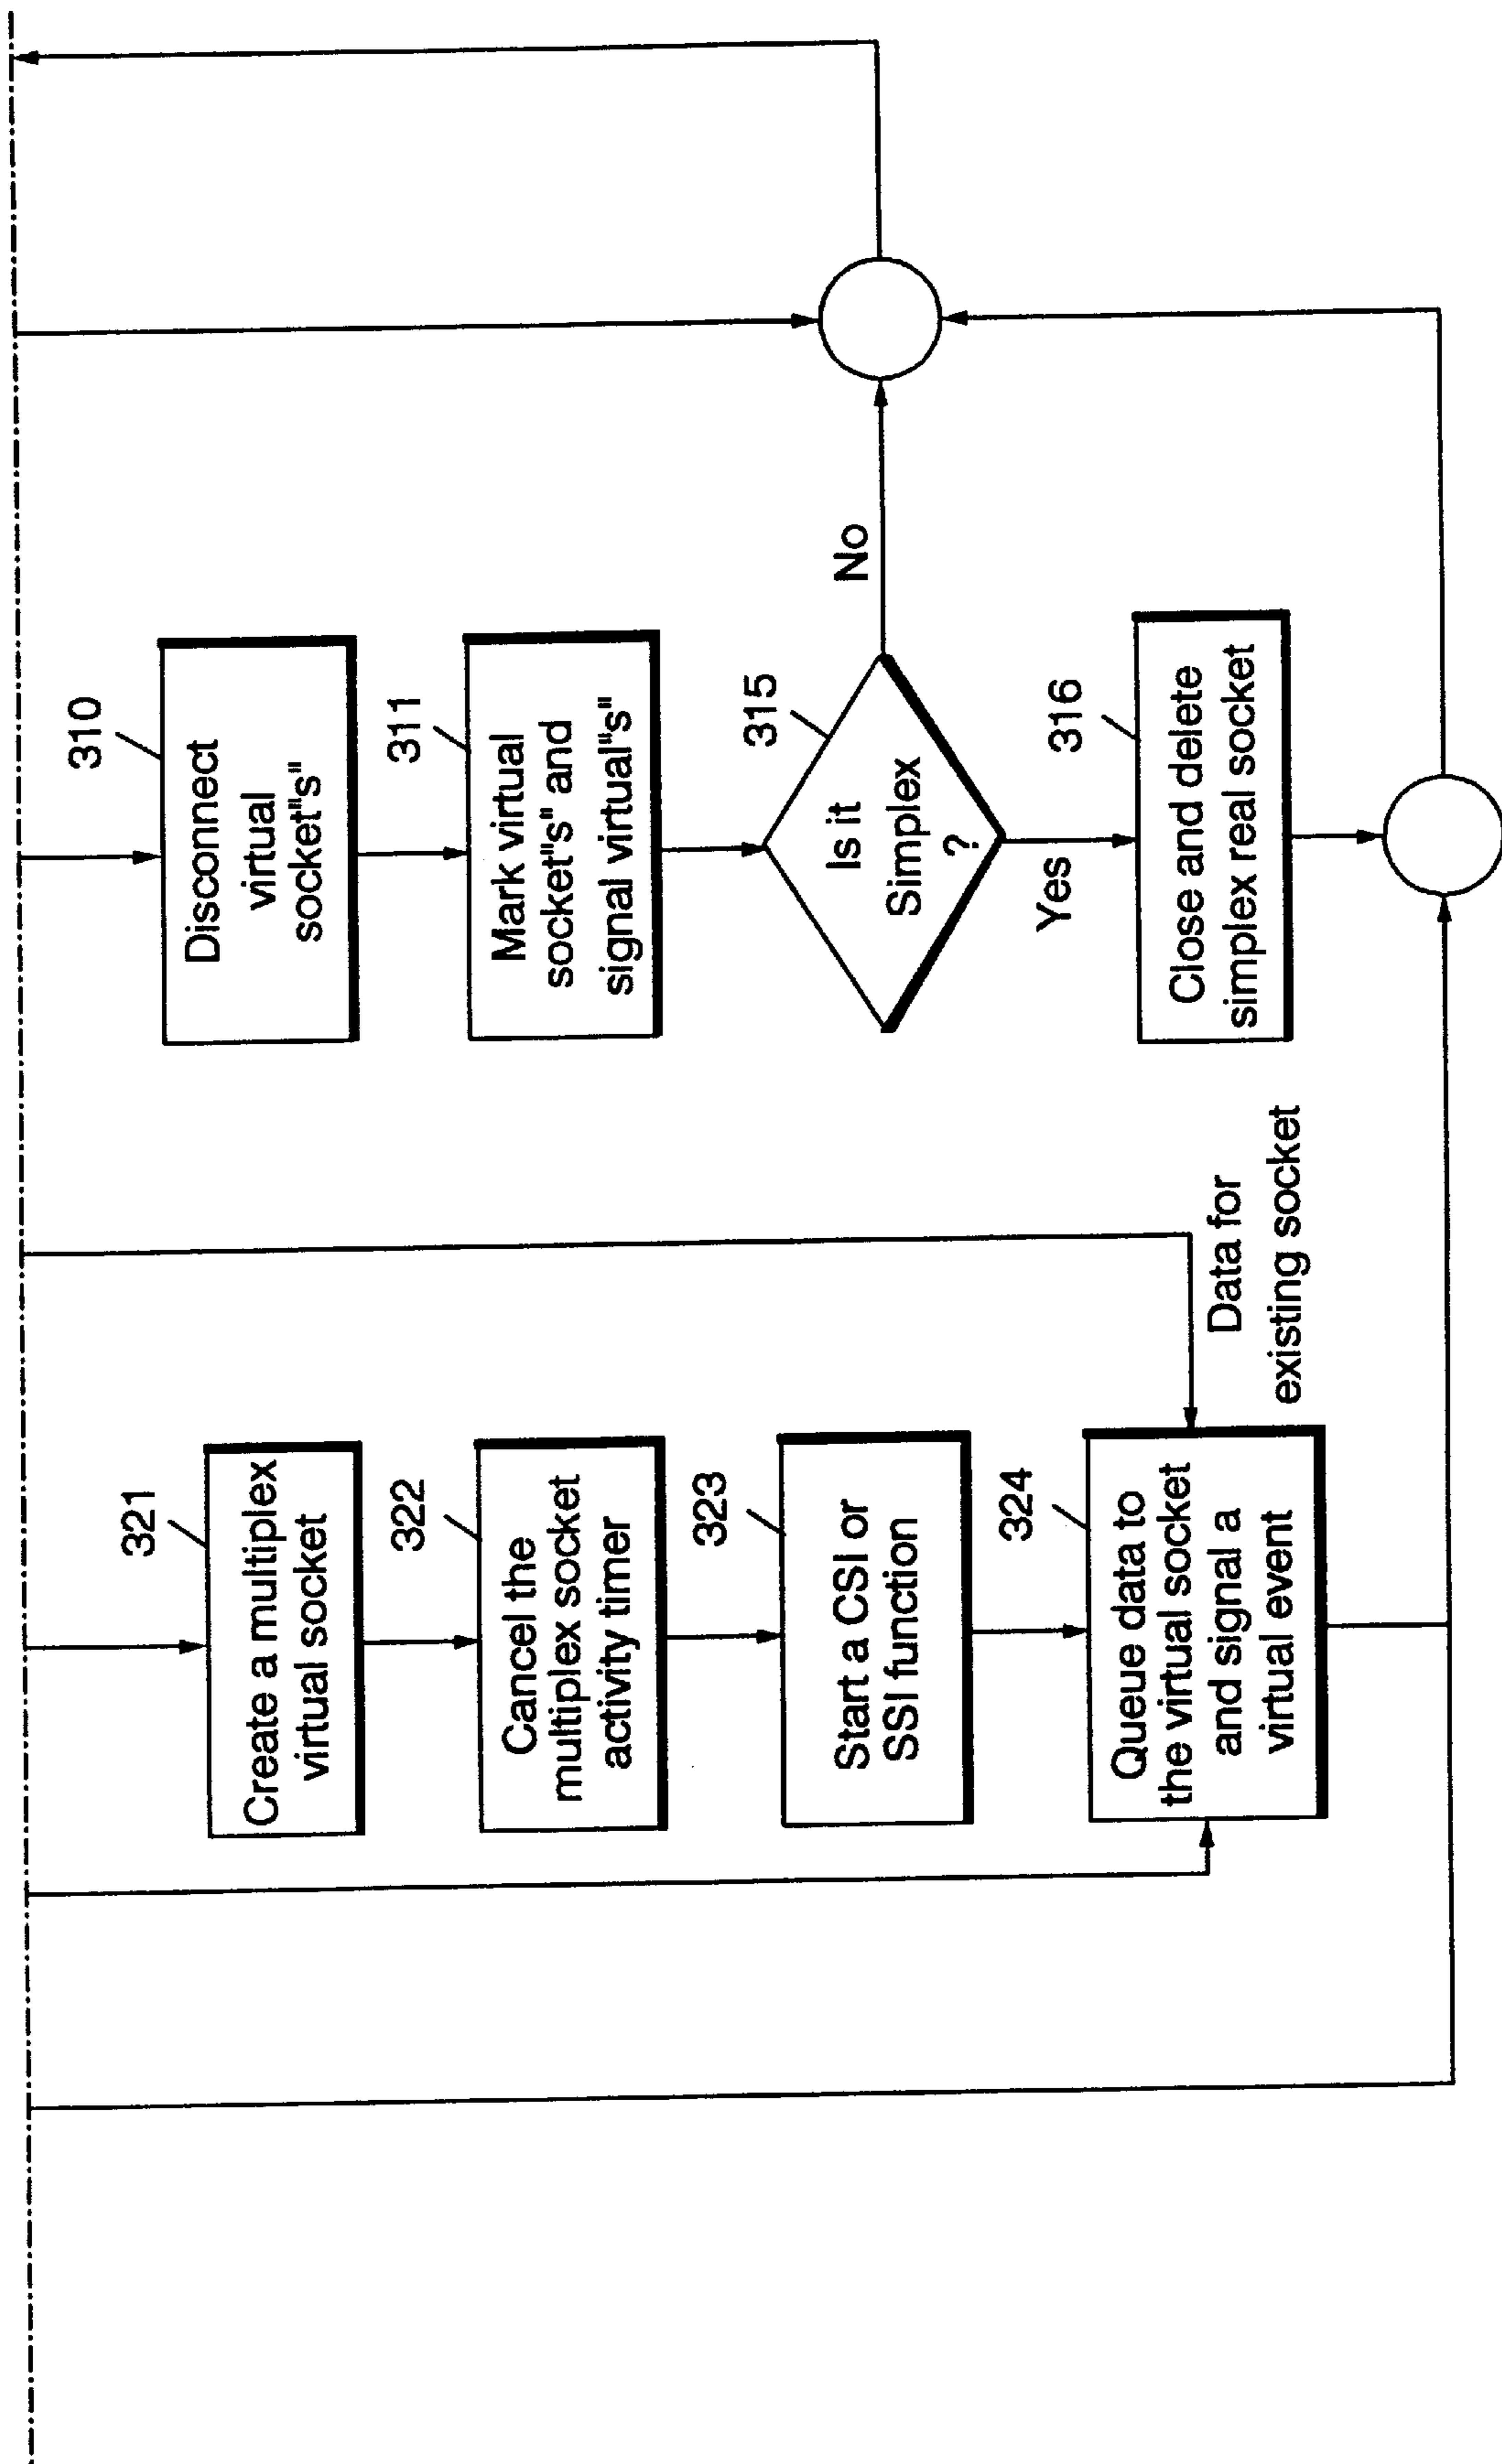 321
Create a multiplex
virtual socket
322
Cancel the
multiplex socket
activity timer
323
Start a CSI or
SSI function
324
Queue data to
the virtual socket
and signal a
virtual event
Data for
existing socket
310
Disconnect
virtual
socket"s"
311
Mark virtual
socket"s" and
signal virtual"s"
315
Is it
Simplex
?
No
Yes
316
Close and delete
simplex real socket